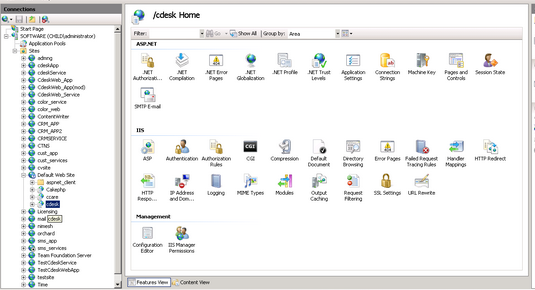 Connections
Start Page
SOFTWARE (CHILD\administrator)
Application Pools
Sites
cdeskApp
cdeskService
CDeskWeb_App
CDeskWeb_App(mod)
CDeskWeb_Service
color_service
color_web
ContentWriter
CRM_APP
CRM_APP2
CRMSERVICE
CTNS
cust_app
cust_services
cvsite
Default Web Site
aspnet_client
Cakephp
ccare
cdesk
Licensing
mail
cdesk
nimesh
orchard
sms_app
sms_services
Team Foundation Server
TestCdeskService
TestCdeskWebApp
testsite
Time
/cdesk Home
Filter:
Go
Show All
Group by:
Area
ASP.NET
.NET Authorizati...
.NET Compilation
.NET Error Pages
.NET Globalization
.NET Profile
.NET Trust Levels
Application Settings
Connection Strings
Machine Key
Pages and Controls
Session State
SMTP E-mail
IIS
ASP
Authentication
Authorization Rules
CGI
Compression
Default Document
Directory Browsing
Error Pages
Failed Request Tracing Rules
Handler Mappings
HTTP Redirect
HTTP Respo...
IP Address and Dom...
Logging
MIME Types
Modules
Output Caching
Request Filtering
SSL Settings
URL Rewrite
Management
Configuration Editor
IIS Manager Permissions
Features View
Content View